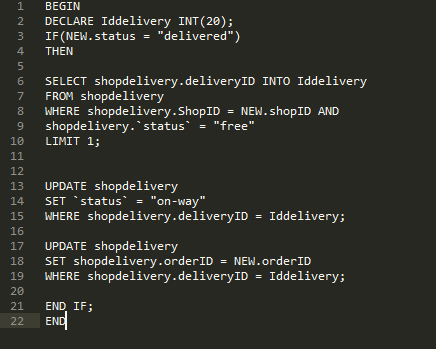 1 BEGIN
2 DECLARE Iddelivery INT(20);
3 IF(NEW.status = "delivered")
4 THEN
5
6 SELECT shopdelivery.deliveryID INTO Iddelivery
7 FROM shopdelivery
8 WHERE shopdelivery.ShopID = NEW.shopID AND
9 shopdelivery.`status` = "free"
10 LIMIT 1;
11
12
13 UPDATE shopdelivery
14 SET `status` = "on-way"
15 WHERE shopdelivery.deliveryID = Iddelivery;
16
17 UPDATE shopdelivery
18 SET shopdelivery.orderID = NEW.orderID
19 WHERE shopdelivery.deliveryID = Iddelivery;
20
21 END IF;
22 END